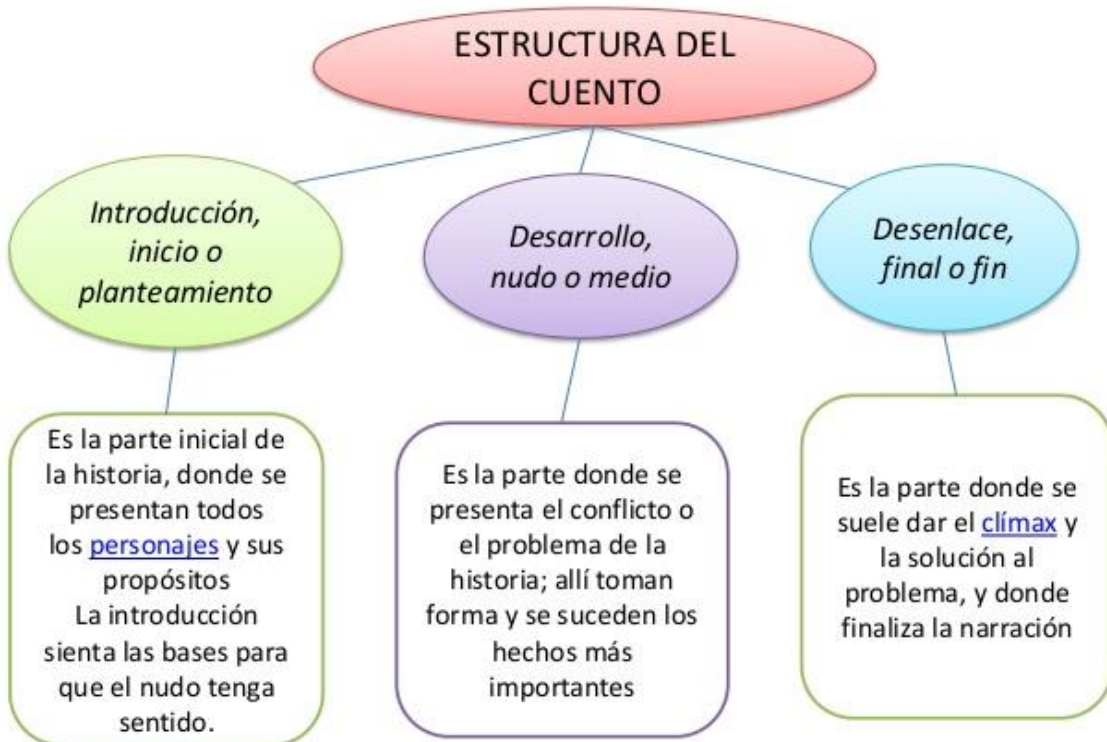 ESTRUCTURA DEL
CUENTO
Introducción,
inicio o
planteamiento
Desarrollo,
nudo o medio
Desenlace,
final o fin
Es la parte inicial de
la historia, donde se
presentan todos
los personajes y sus
propósitos
La introducción
sienta las bases para
que el nudo tenga
sentido.
Es la parte donde se
presenta el conflicto o
el problema de la
historia; allí toman
forma y se suceden los
hechos más
importantes
Es la parte donde se
suele dar el clímax y
la solución al
problema, y donde
finaliza la narración